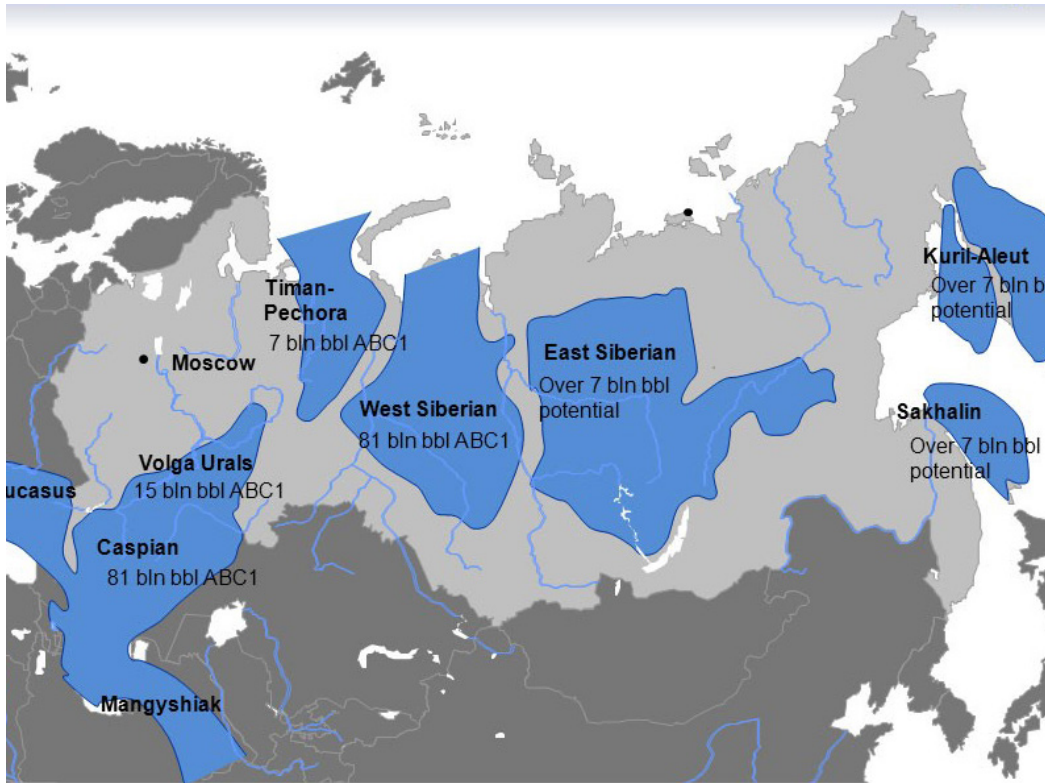 Kuril-Aleut
Over 7 bln b
potential
Timan-
Pechora
7 bln bbl ABC1
Moscow
East Siberian
Over 7 bln bbl
potential
West Siberian
81 bln bbl ABC1
Sakhalin
Over 7 bln bbl
potential
Volga Urals
15 bln bbl ABC1
ucasus
Caspian
81 bln bbl ABC1
Mangyshiak